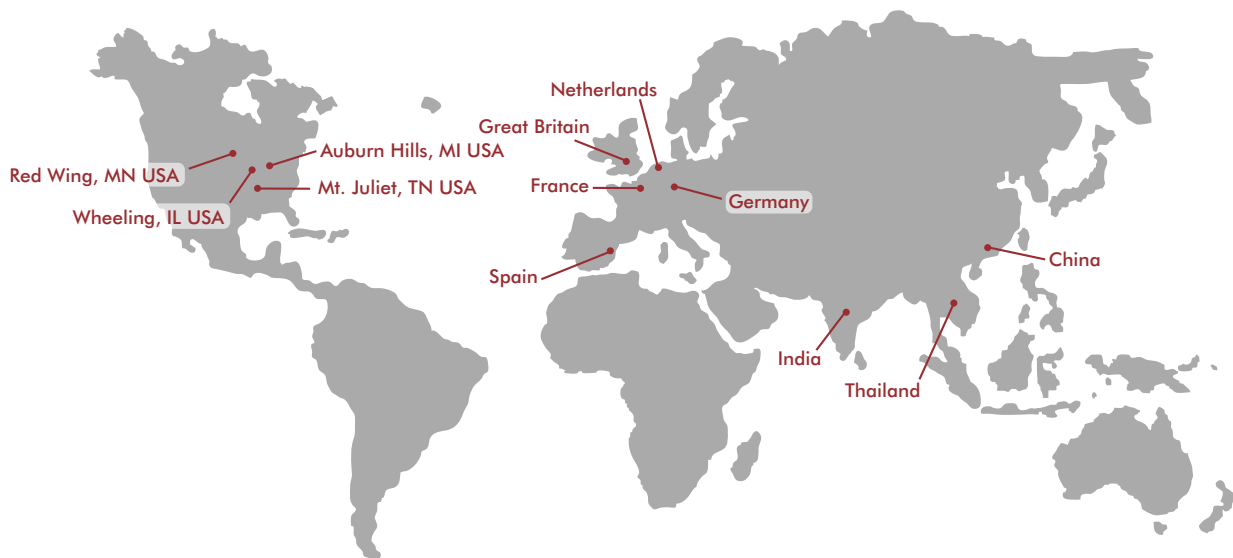 Netherlands
Great Britain
Auburn Hills, MI USA
Red Wing, MN USA
Mt. Juliet, TN USA
France
Germany
Wheeling, IL USA
China
Spain
India
Thailand